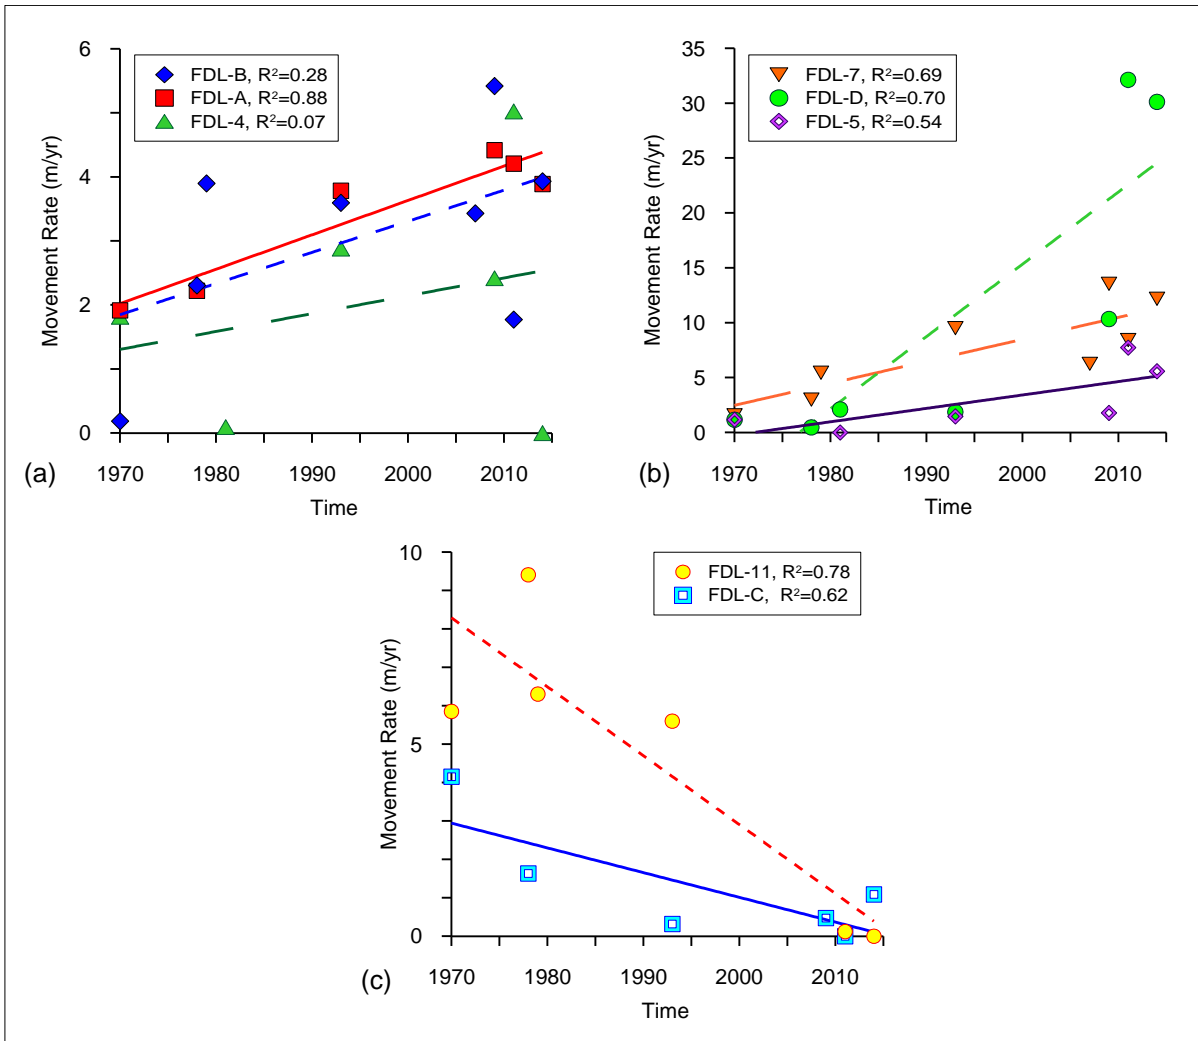 6
4
2
0
Movement Rate (m/yr)
FDL-B, R²=0.28
FDL-A, R²=0.88
FDL-4, R²=0.07
1970 1980 1990 2000 2010
Time
(a)
35
30
25
20
15
10
5
0
Movement Rate (m/yr)
FDL-7, R²=0.69
FDL-D, R²=0.70
FDL-5, R²=0.54
1970 1980 1990 2000 2010
Time
(b)
10
5
0
Movement Rate (m/yr)
FDL-11, R²=0.78
FDL-C, R²=0.62
1970 1980 1990 2000 2010
Time
(c)